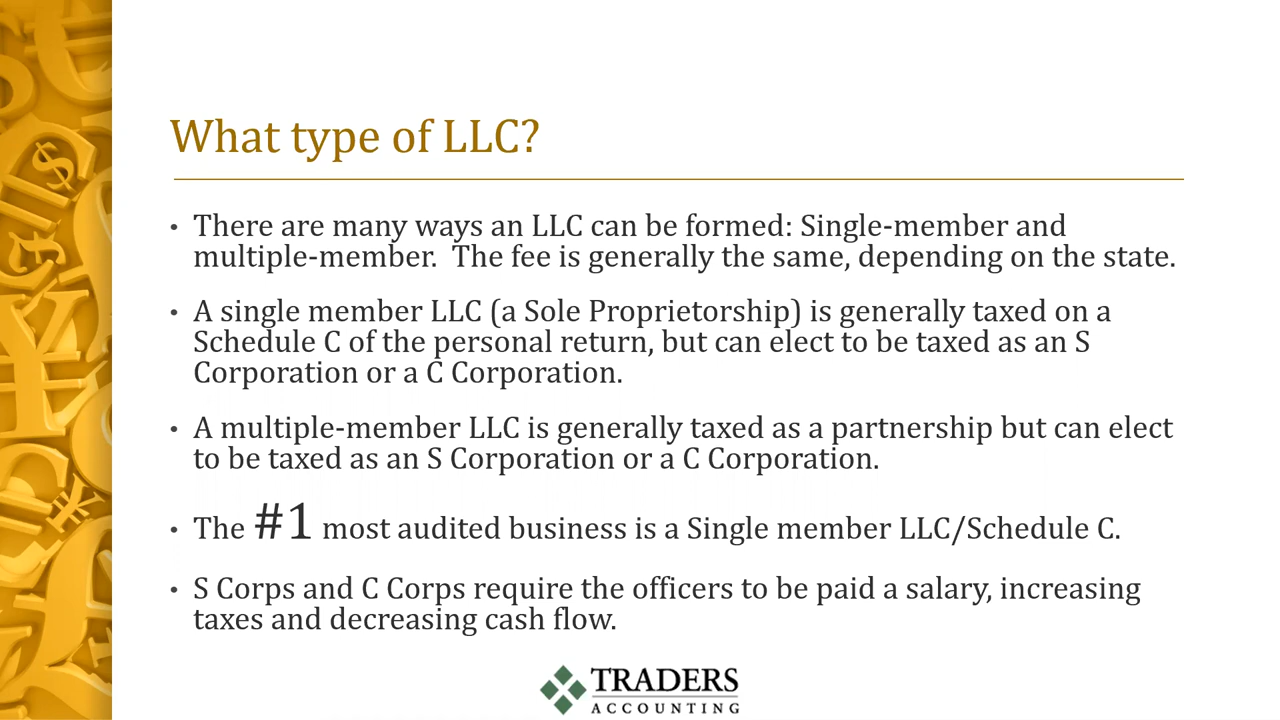 What type of LLC?
• There are many ways an LLC can be formed: Single-member and
multiple-member.  The fee is generally the same, depending on the state.
• A single member LLC (a Sole Proprietorship) is generally taxed on a
Schedule C of the personal return, but can elect to be taxed as an S
Corporation or a C Corporation.
• A multiple-member LLC is generally taxed as a partnership but can elect
to be taxed as an S Corporation or a C Corporation.
• The #1 most audited business is a Single member LLC/Schedule C.
• S Corps and C Corps require the officers to be paid a salary, increasing
taxes and decreasing cash flow.
TRADERS
ACCOUNTING